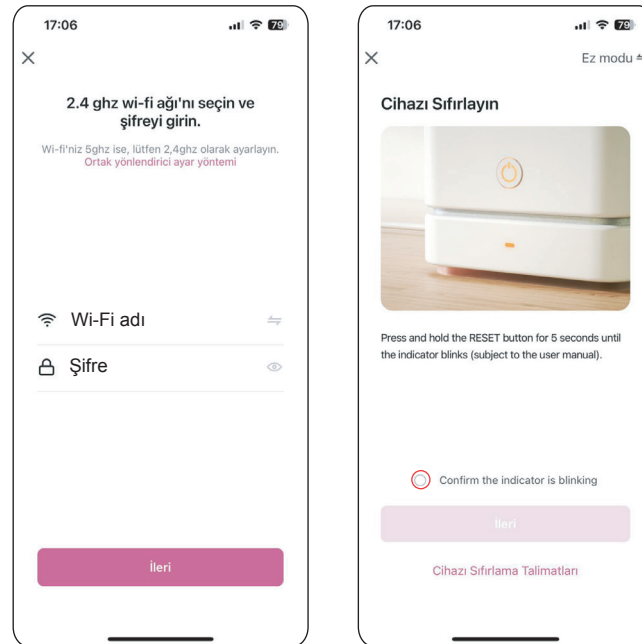 17:06
79
2.4 ghz wi-fi ağı'nı seçin ve
şifreyi girin.
Wi-fi'niz 5ghz ise, lütfen 2,4ghz olarak ayarlayın.
Ortak yönlendirici ayar yöntemi
Wi-Fi adı
Şifre
İleri
17:06
79
Ez modu
Cihazı Sıfırlayın
Press and hold the RESET button for 5 seconds until
the indicator blinks (subject to the user manual).
Confirm the indicator is blinking
İleri
Cihazı Sıfırlama Talimatları